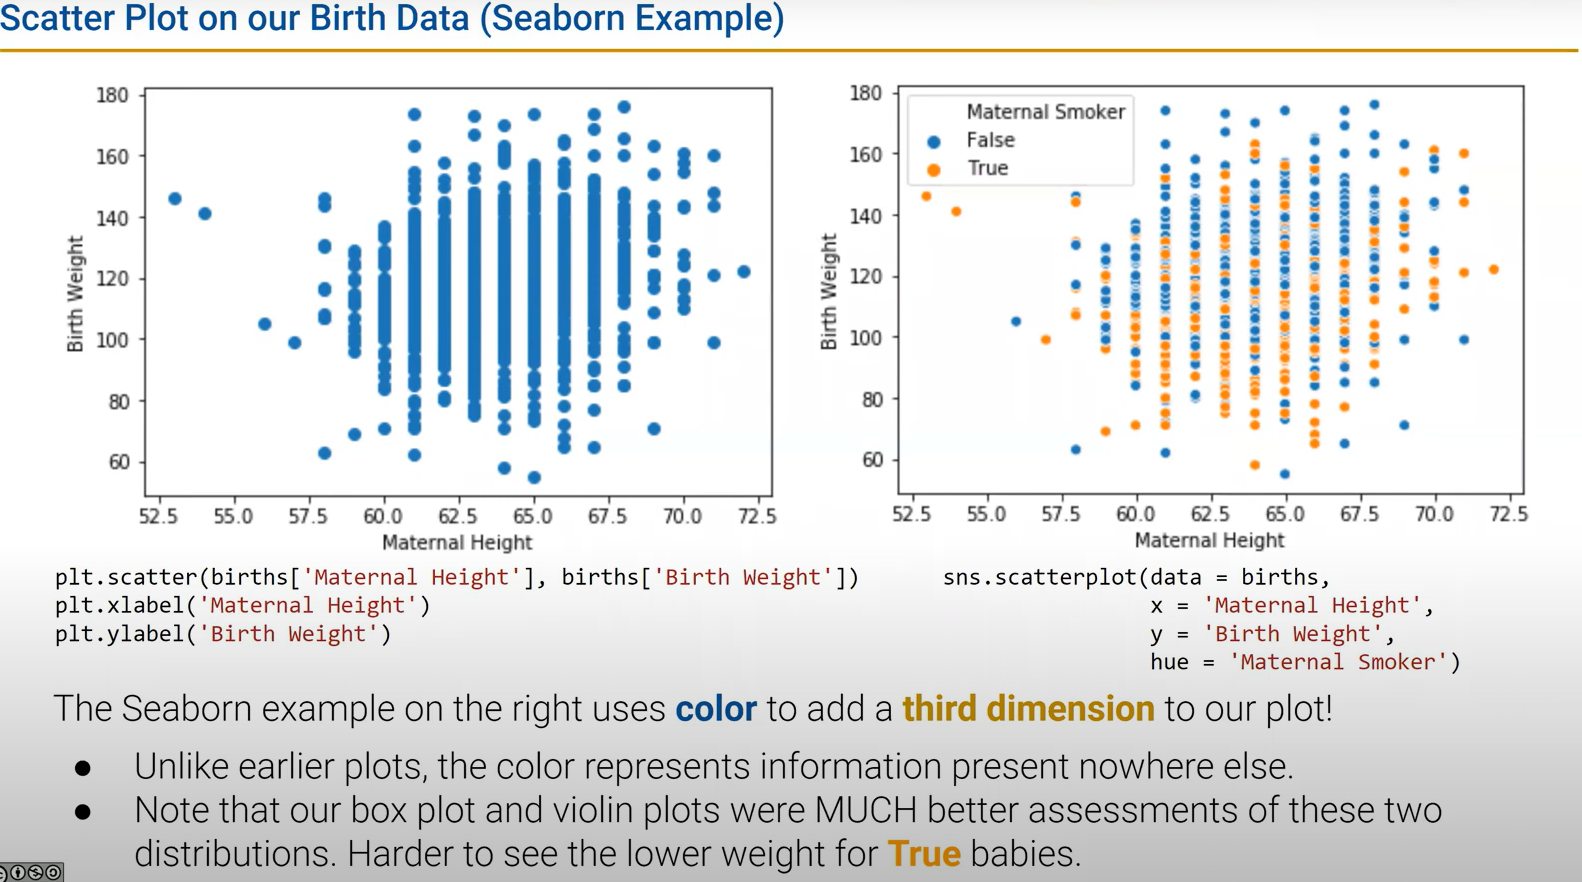 Scatter Plot on our Birth Data (Seaborn Example)
180
160
140
120
100
80
60
Birth Weight
52.5 55.0 57.5 60.0 62.5 65.0 67.5 70.0 72.5
Maternal Height
180
160
140
120
100
80
60
Birth Weight
Maternal Smoker
False
True
52.5 55.0 57.5 60.0 62.5 65.0 67.5 70.0 72.5
Maternal Height
plt.scatter(births['Maternal Height'], births['Birth Weight'])
plt.xlabel('Maternal Height')
plt.ylabel('Birth Weight')
sns.scatterplot(data = births,
x = 'Maternal Height',
y = 'Birth Weight',
hue = 'Maternal Smoker')
The Seaborn example on the right uses color to add a third dimension to our plot!
● Unlike earlier plots, the color represents information present nowhere else.
● Note that our box plot and violin plots were MUCH better assessments of these two
distributions. Harder to see the lower weight for True babies.